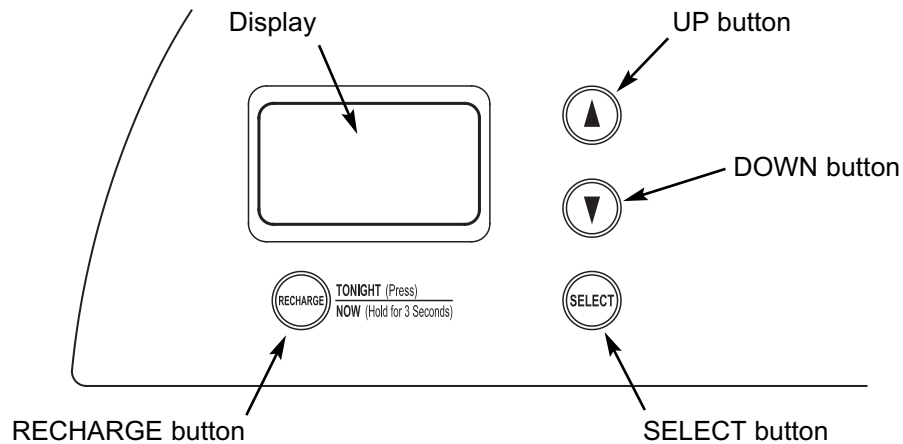 Display
UP button
DOWN button
RECHARGE
TONIGHT (Press)
NOW (Hold for 3 Seconds)
SELECT
RECHARGE button
SELECT button